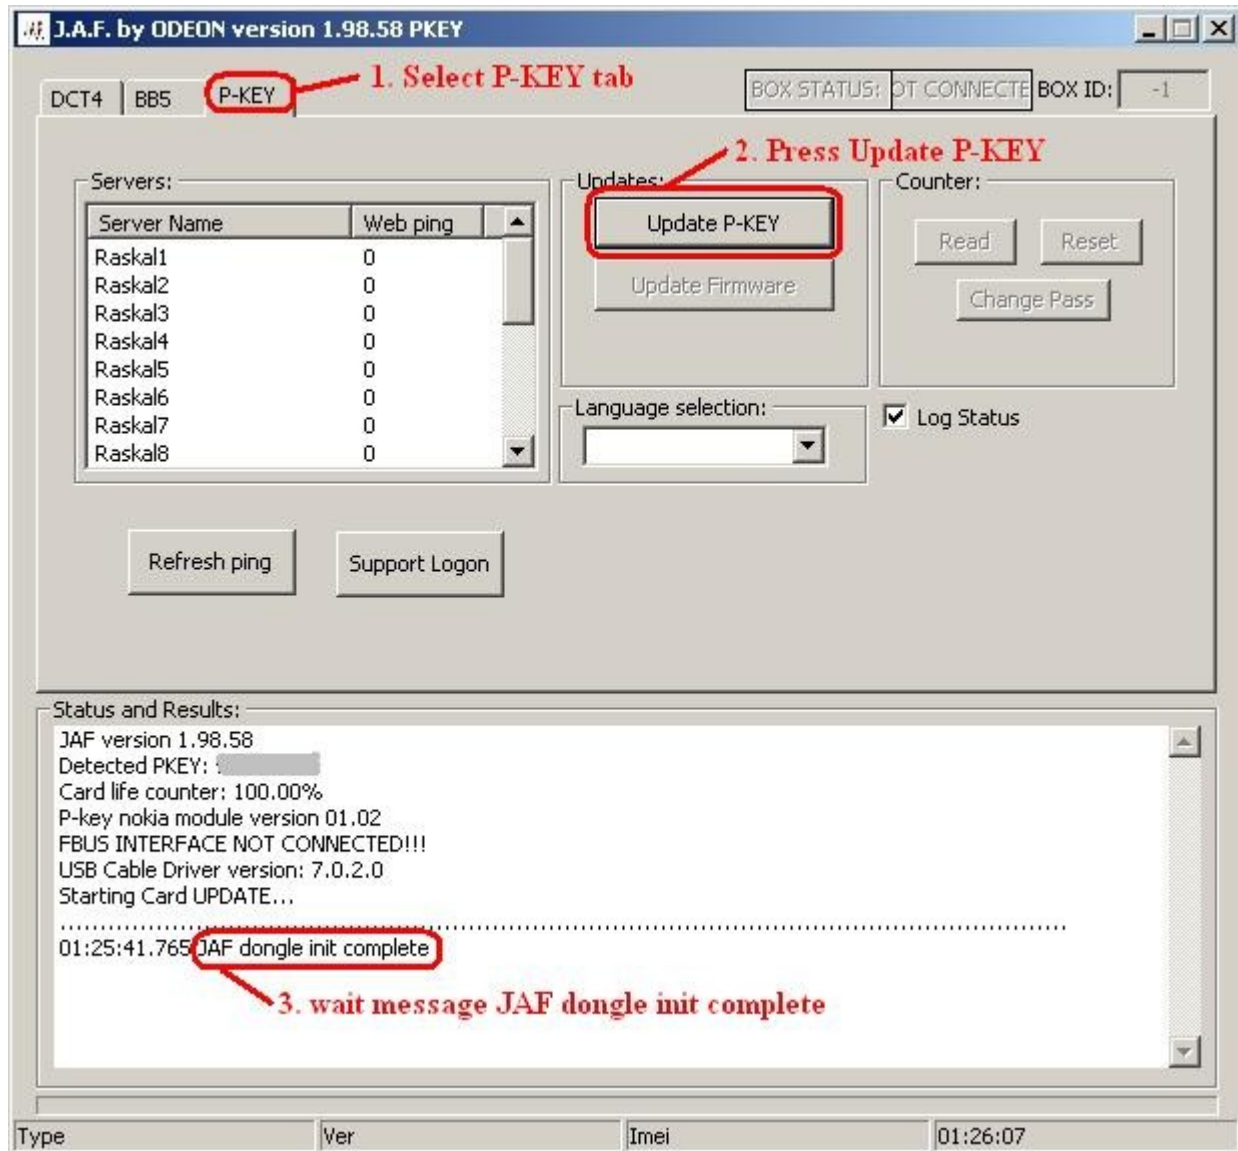 J.A.F. by ODEON version 1.98.58 PKEY
1. Select P-KEY tab
DCT4 BB5 P-KEY
BOX STATUS: OT CONNECTE BOX ID: -1
2. Press Update P-KEY
Servers: Updates: Counter:
Server Name Web ping
Update P-KEY
Read Reset
Raskal1 0
Raskal2 0
Update Firmware
Change Pass
Raskal3 0
Raskal4 0
Raskal5 0
Raskal6 0
Language selection:
Log Status
Raskal7 0
Raskal8 0
Refresh ping Support Logon
Status and Results:
JAF version 1.98.58
Detected PKEY:
Card life counter: 100.00%
P-key nokia module version 01.02
FBUS INTERFACE NOT CONNECTED!!!
USB Cable Driver version: 7.0.2.0
Starting Card UPDATE...
01:25:41.765 JAF dongle init complete
3. wait message JAF dongle init complete
Type Ver Imei 01:26:07